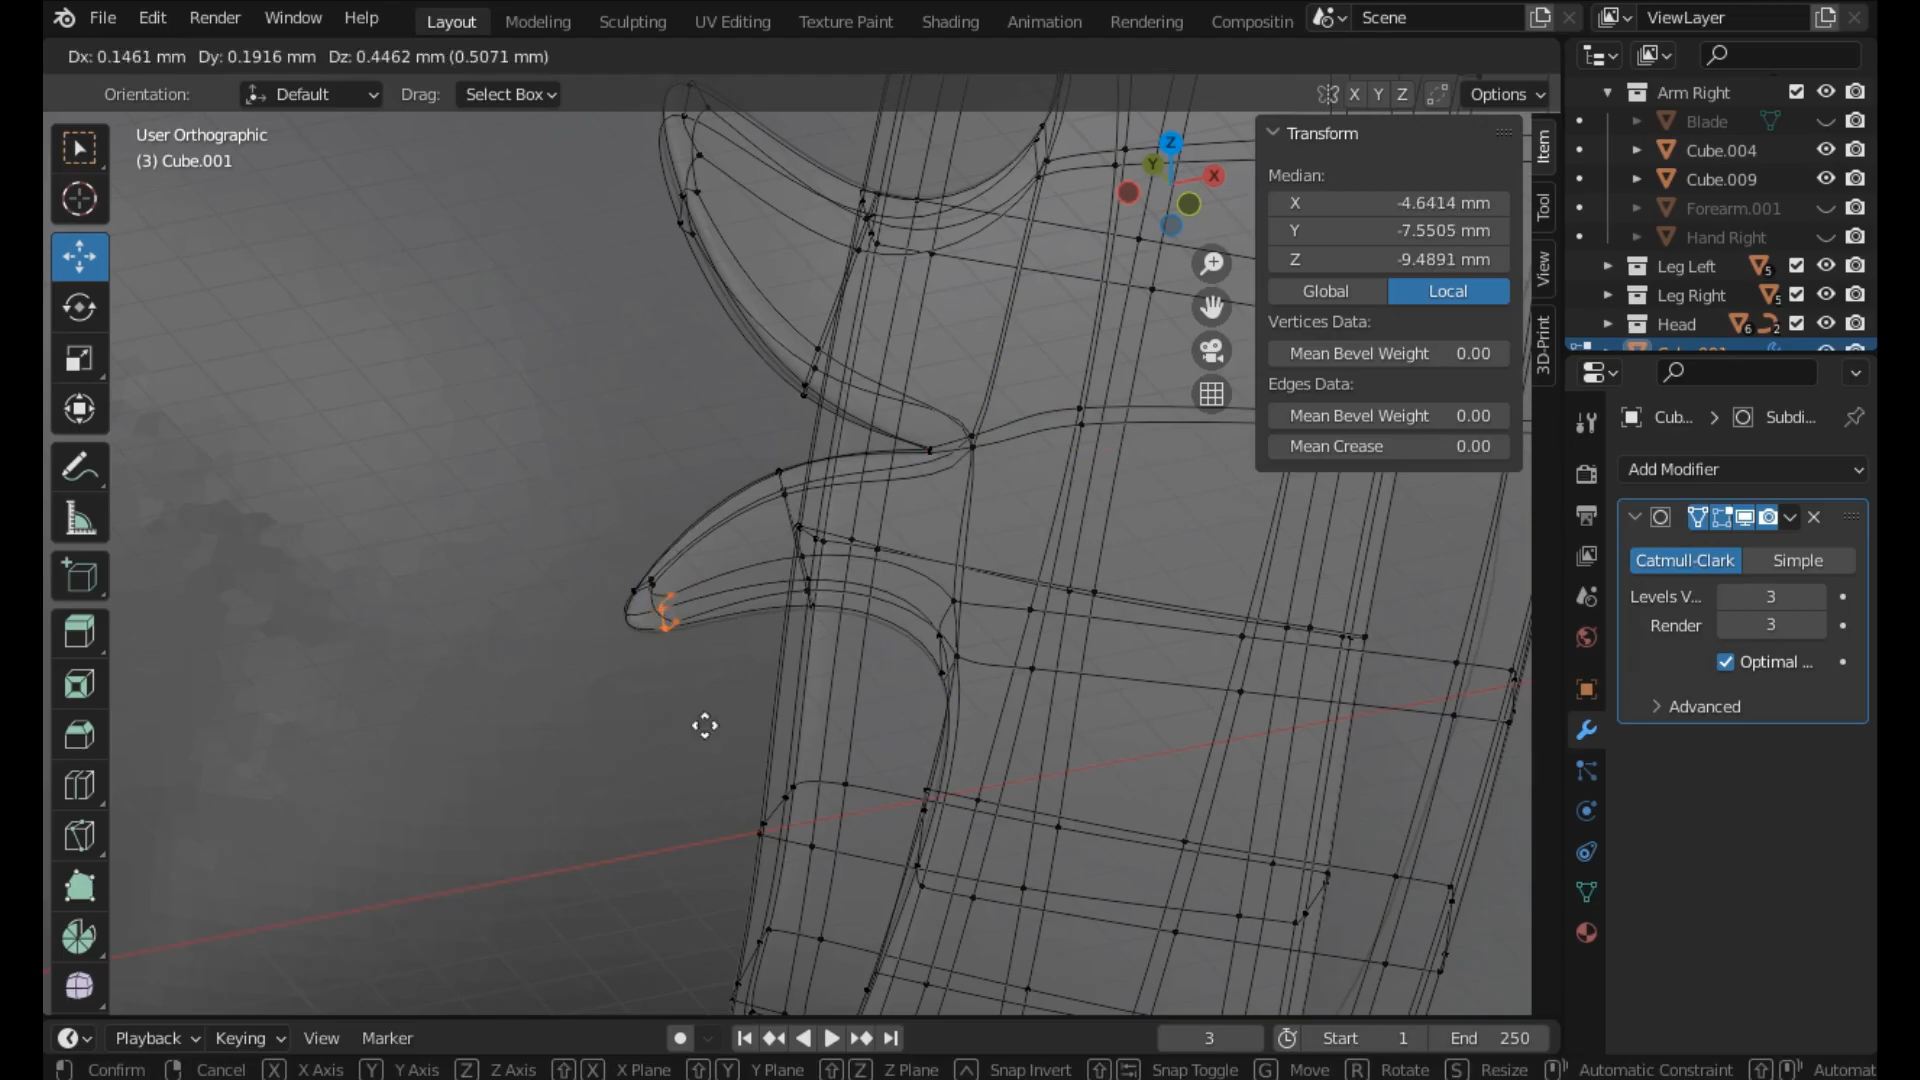 File Edit Render Window Help Layout Modeling Sculpting UV Editing Texture Paint Shading Animation Rendering Compositin Scene ViewLayer
Dx: 0.1461 mm Dy: 0.1916 mm Dz: 0.4462 mm (0.5071 mm)
Orientation: Default Drag: Select Box X Y Z Options
User Orthographic
(3) Cube.001
Z
Y
X
Transform
Median:
X -4.6414 mm
Y -7.5505 mm
Z -9.4891 mm
Global Local
Vertices Data:
Mean Bevel Weight 0.00
Edges Data:
Mean Bevel Weight 0.00
Mean Crease 0.00
Item
Tool
View
3D-Print
Arm Right
Blade
Cube.004
Cube.009
Forearm.001
Hand Right
Leg Left 5
Leg Right 5
Head 6 2
Cub... Subdi...
Add Modifier
Catmull-Clark Simple
Levels V... 3
Render 3
Optimal ...
Advanced
Playback Keying View Marker 3 Start 1 End 250
Confirm Cancel X X Axis Y Y Axis Z Z Axis X X Plane Y Y Plane Z Z Plane Snap Invert Snap Toggle G Move R Rotate S Resize Automatic Constraint Automat